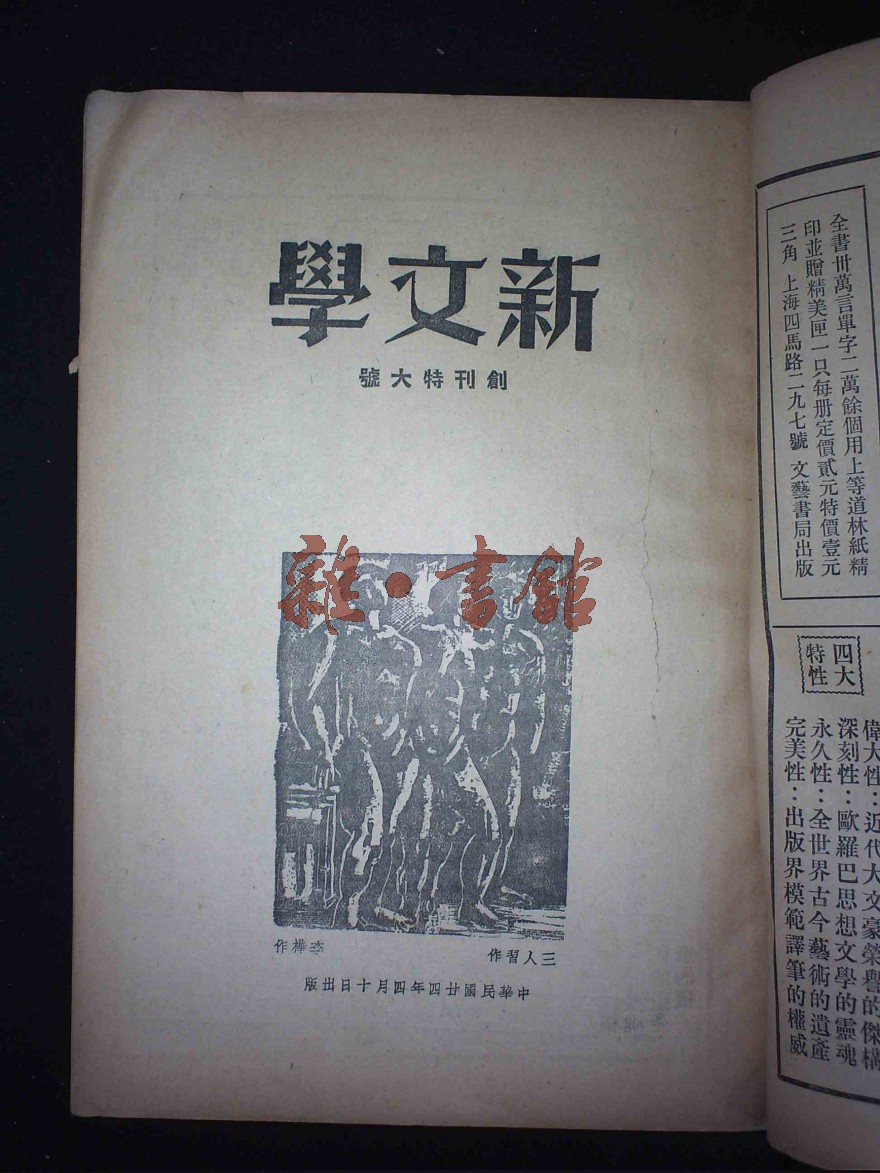 新文學
創刊特大號
雜·書館
三人習作
李樺作
中華民國廿四年四月十日出版
全書卅萬言單字二萬餘個用上等道林紙精
印並贈精美匣一只每册定價貳元特價壹元
三角 上海四馬路二九七號 文藝書局出版
四大
特性
偉大性：近代大文豪榮譽的傑構
深刻性：歐羅巴思想文學的靈魂
永久性：全世界古今藝術的遺產
完美性：出版界模範譯筆的權威